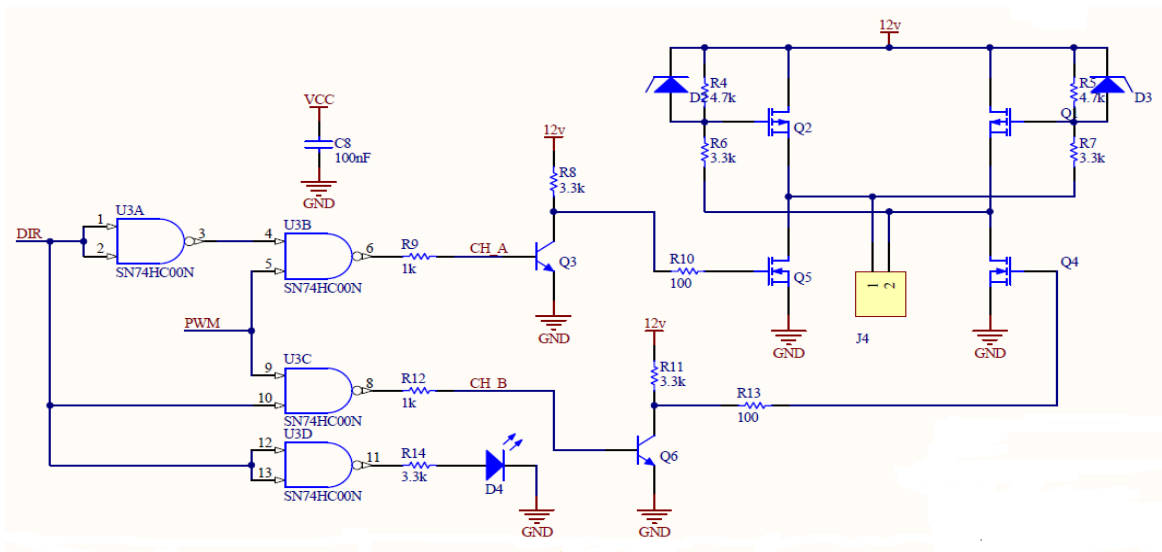 12v
R4
4.7k
D2
Q2
R6
3.3k
R5
4.7k
D3
Q1
R7
3.3k
VCC
C8
100nF
GND
12v
R8
3.3k
U3A
1
2
3
SN74HC00N
DIR
U3B
4
5
6
SN74HC00N
R9
1k
CH_A
Q3
GND
R10
100
Q5
GND
1
2
J4
Q4
GND
PWM
12v
R11
3.3k
U3C
9
10
8
SN74HC00N
R12
1k
CH_B
R13
100
Q6
GND
U3D
12
13
11
SN74HC00N
R14
3.3k
D4
GND